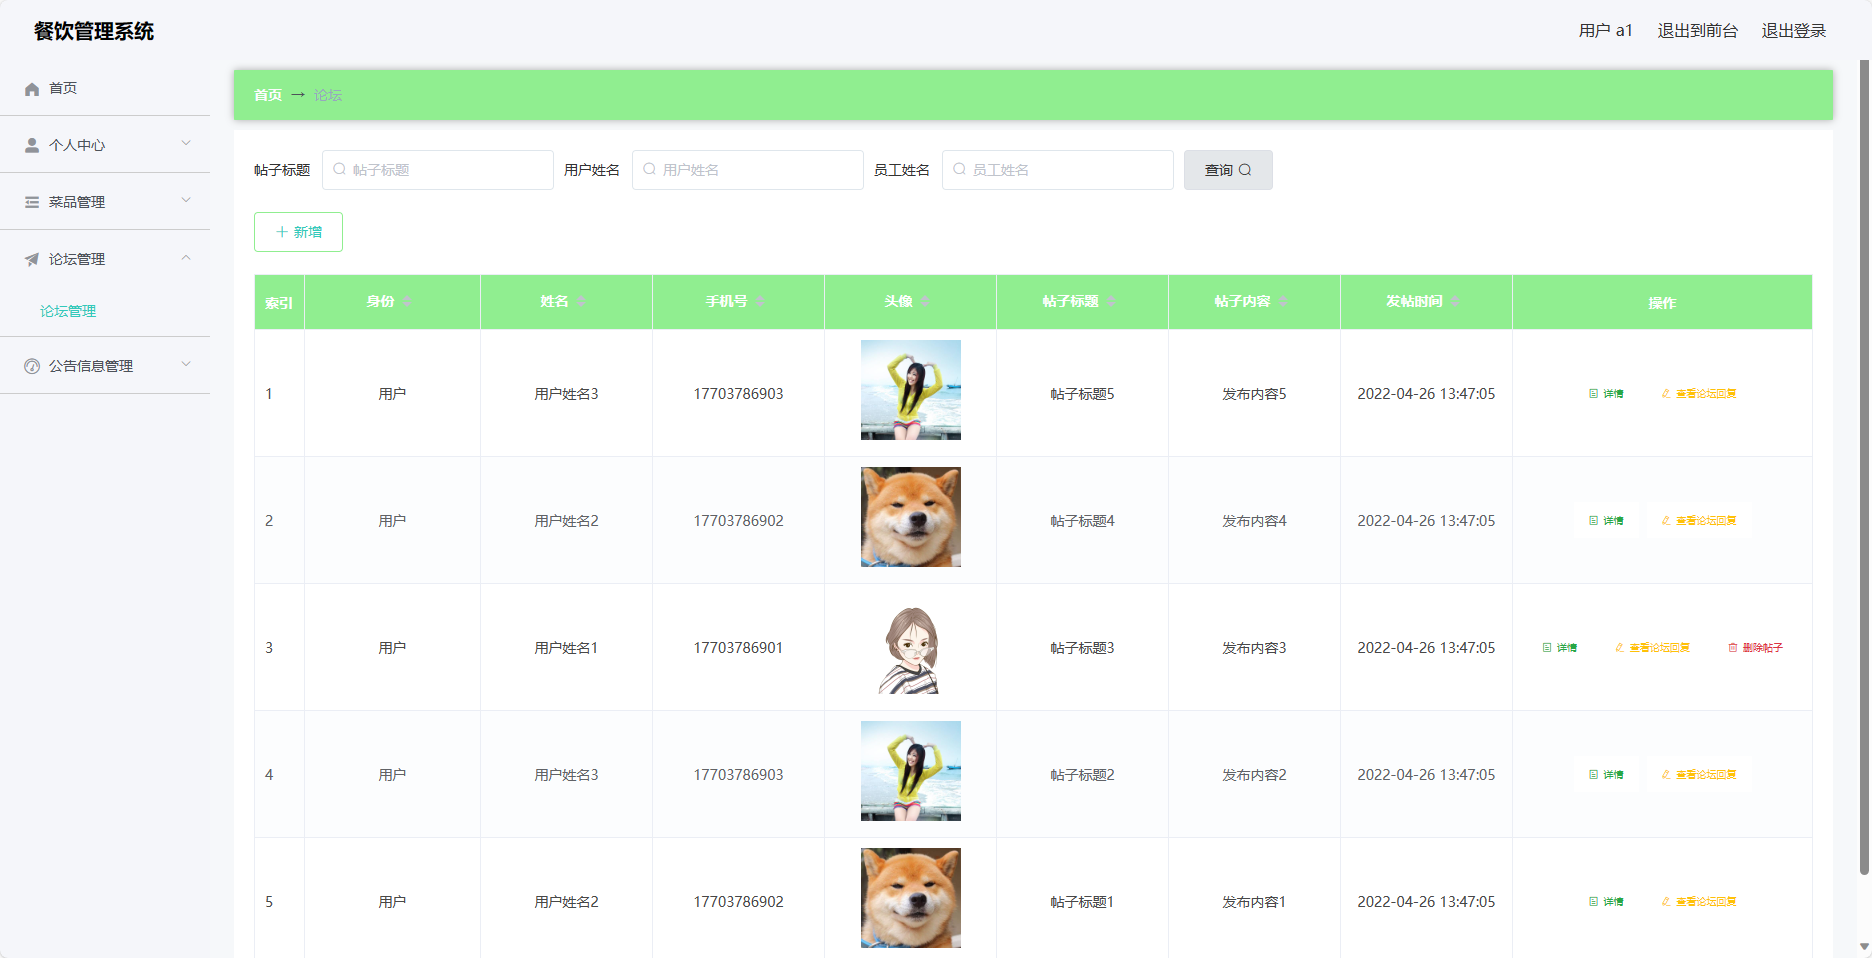 餐饮管理系统
用户 a1 退出到前台 退出登录
首页
个人中心
菜品管理
论坛管理
论坛管理
公告信息管理
首页 → 论坛
帖子标题 帖子标题 用户姓名 用户姓名 员工姓名 员工姓名 查询
+ 新增
索引 身份 姓名 手机号 头像 帖子标题 帖子内容 发帖时间 操作
1 用户 用户姓名3 17703786903 帖子标题5 发布内容5 2022-04-26 13:47:05 详情 查看论坛回复
2 用户 用户姓名2 17703786902 帖子标题4 发布内容4 2022-04-26 13:47:05 详情 查看论坛回复
3 用户 用户姓名1 17703786901 帖子标题3 发布内容3 2022-04-26 13:47:05 详情 查看论坛回复 删除帖子
4 用户 用户姓名3 17703786903 帖子标题2 发布内容2 2022-04-26 13:47:05 详情 查看论坛回复
5 用户 用户姓名2 17703786902 帖子标题1 发布内容1 2022-04-26 13:47:05 详情 查看论坛回复